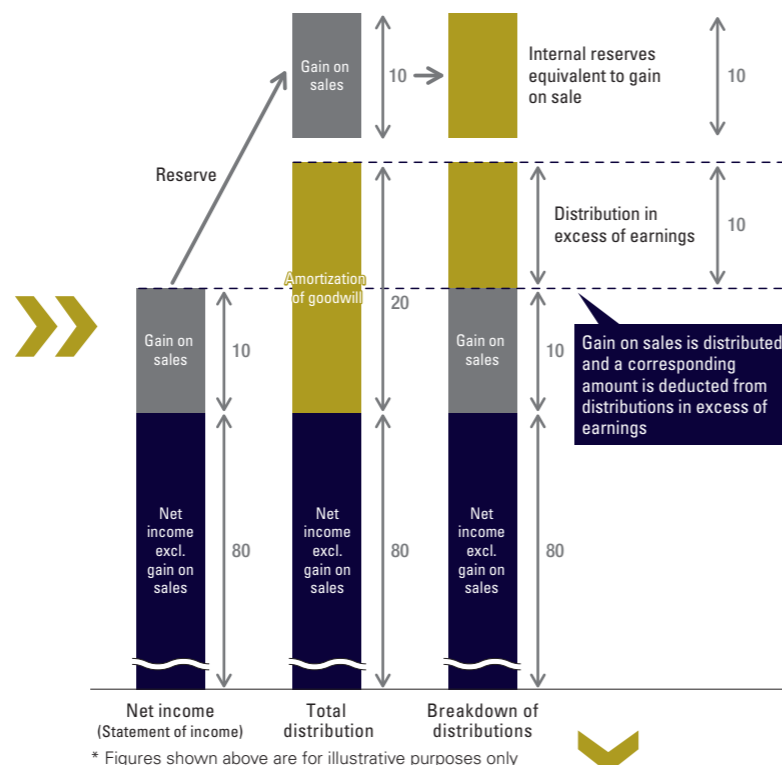 Gain on
sales
10
Internal reserves
equivalent to gain
on sale
10
Reserve
Amortization
of goodwill
20
Distribution in
excess of earnings
10
Gain on
sales
10
Gain on
sales
10
Gain on sales is distributed
and a corresponding
amount is deducted from
distributions in excess of
earnings
Net
income
excl.
gain on
sales
80
Net
income
excl.
gain on
sales
80
Net
income
excl.
gain on
sales
80
Net income
(Statement of income)
Total
distribution
Breakdown of
distributions
* Figures shown above are for illustrative purposes only